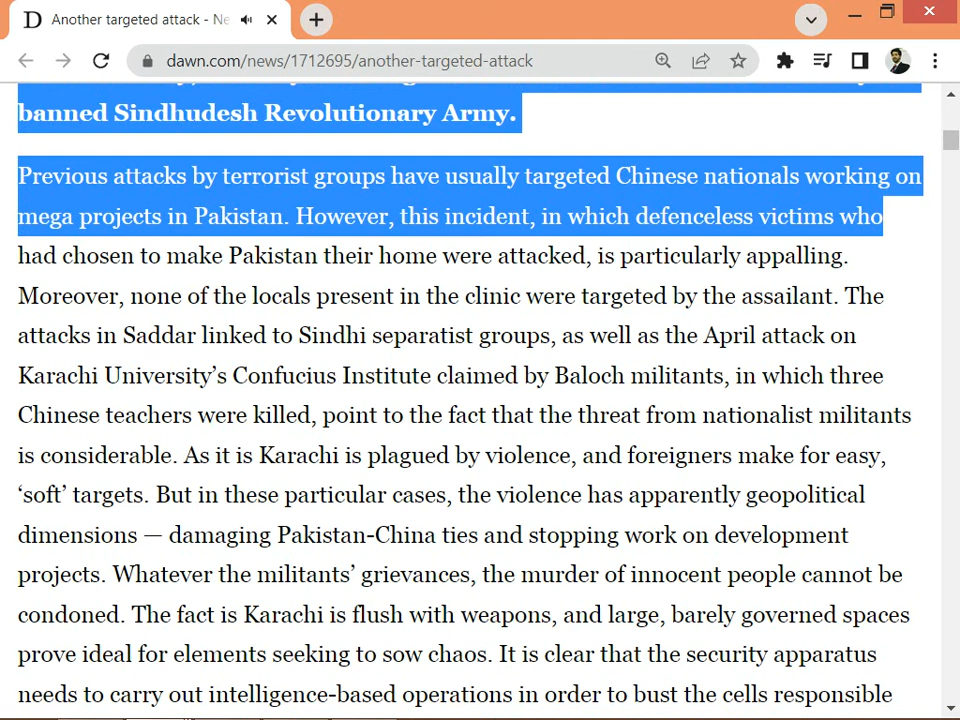 Another targeted attack - Ne
dawn.com/news/1712695/another-targeted-attack
banned Sindhudesh Revolutionary Army.
Previous attacks by terrorist groups have usually targeted Chinese nationals working on
mega projects in Pakistan. However, this incident, in which defenceless victims who
had chosen to make Pakistan their home were attacked, is particularly appalling.
Moreover, none of the locals present in the clinic were targeted by the assailant. The
attacks in Saddar linked to Sindhi separatist groups, as well as the April attack on
Karachi University’s Confucius Institute claimed by Baloch militants, in which three
Chinese teachers were killed, point to the fact that the threat from nationalist militants
is considerable. As it is Karachi is plagued by violence, and foreigners make for easy,
‘soft’ targets. But in these particular cases, the violence has apparently geopolitical
dimensions — damaging Pakistan-China ties and stopping work on development
projects. Whatever the militants’ grievances, the murder of innocent people cannot be
condoned. The fact is Karachi is flush with weapons, and large, barely governed spaces
prove ideal for elements seeking to sow chaos. It is clear that the security apparatus
needs to carry out intelligence-based operations in order to bust the cells responsible